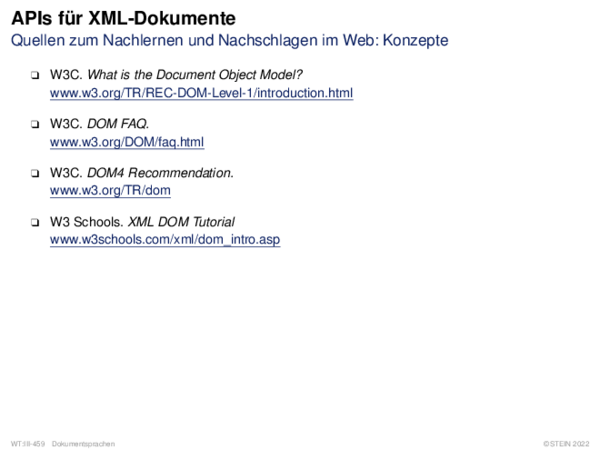 APIs für XML-Dokumente
Quellen zum Nachlernen und Nachschlagen im Web: Konzepte
❑ W3C. What is the Document Object Model?
www.w3.org/TR/REC-DOM-Level-1/introduction.html
❑ W3C. DOM FAQ.
www.w3.org/DOM/faq.html
❑ W3C. DOM4 Recommendation.
www.w3.org/TR/dom
❑ W3 Schools. XML DOM Tutorial
www.w3schools.com/xml/dom_intro.asp
WT:III-459 Dokumentsprachen ©STEIN 2022